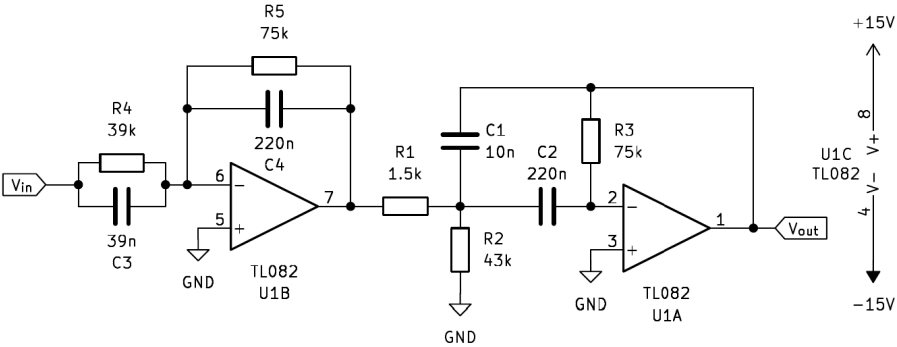 R5
75k
+15V
R4
39k
220n
C4
C1
10n
R3
75k
8
V+
R1
1.5k
C2
220n
U1C
TL082
V-
4
Vin
6
-
5
+
7
2
-
3
+
1
Vout
39n
C3
R2
43k
GND
TL082
U1B
GND
TL082
U1A
-15V
GND